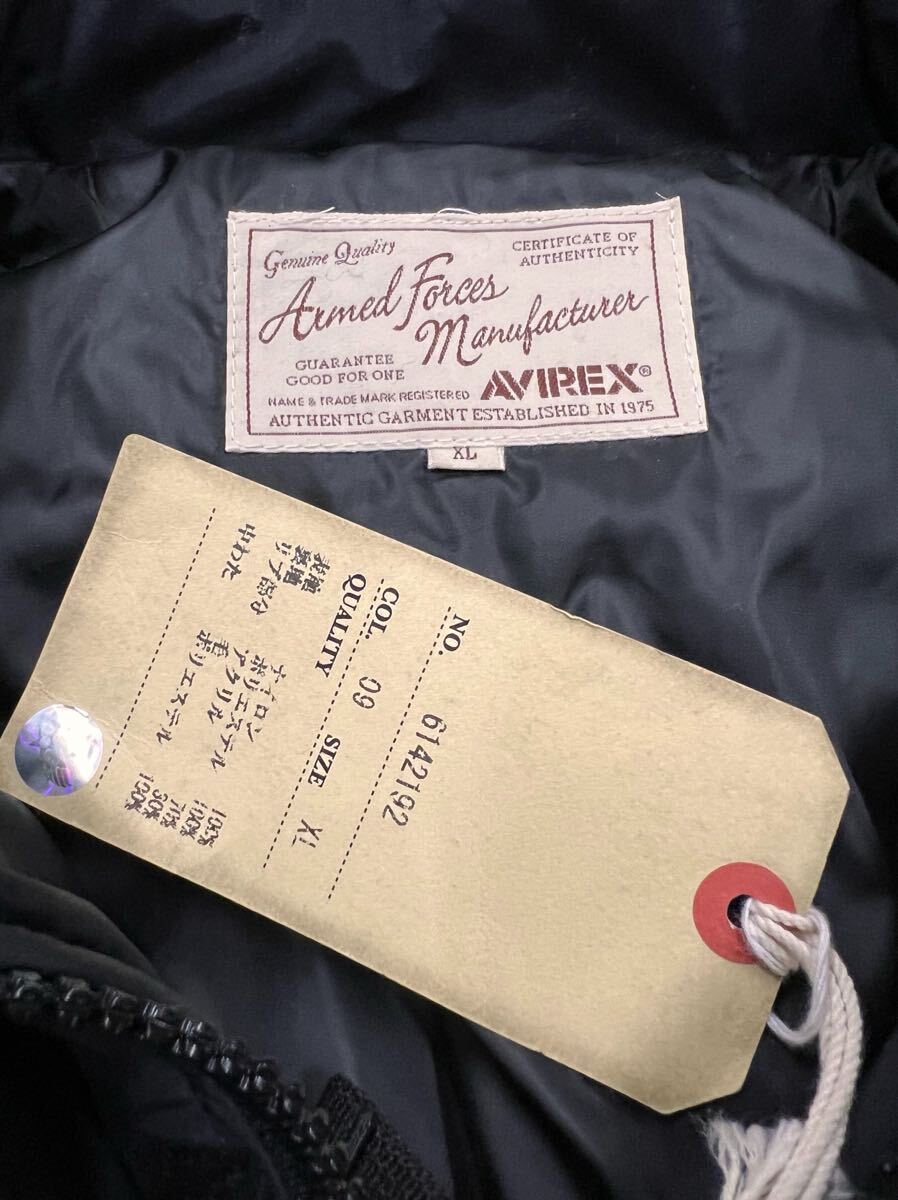 Genuine Quality
CERTIFICATE OF
AUTHENTICITY
Armed Forces
Manufacturer
GUARANTEE
GOOD FOR ONE
NAME & TRADE MARK REGISTERED
AVIREX®
AUTHENTIC GARMENT ESTABLISHED IN 1975
XL
NO. 6142192
COL. 09 SIZE XL
QUALITY
表地 ナイロン 100%
裏地 ポリエステル 100%
リブ部分 アクリル 70%
毛 30%
中わた ポリエステル 100%